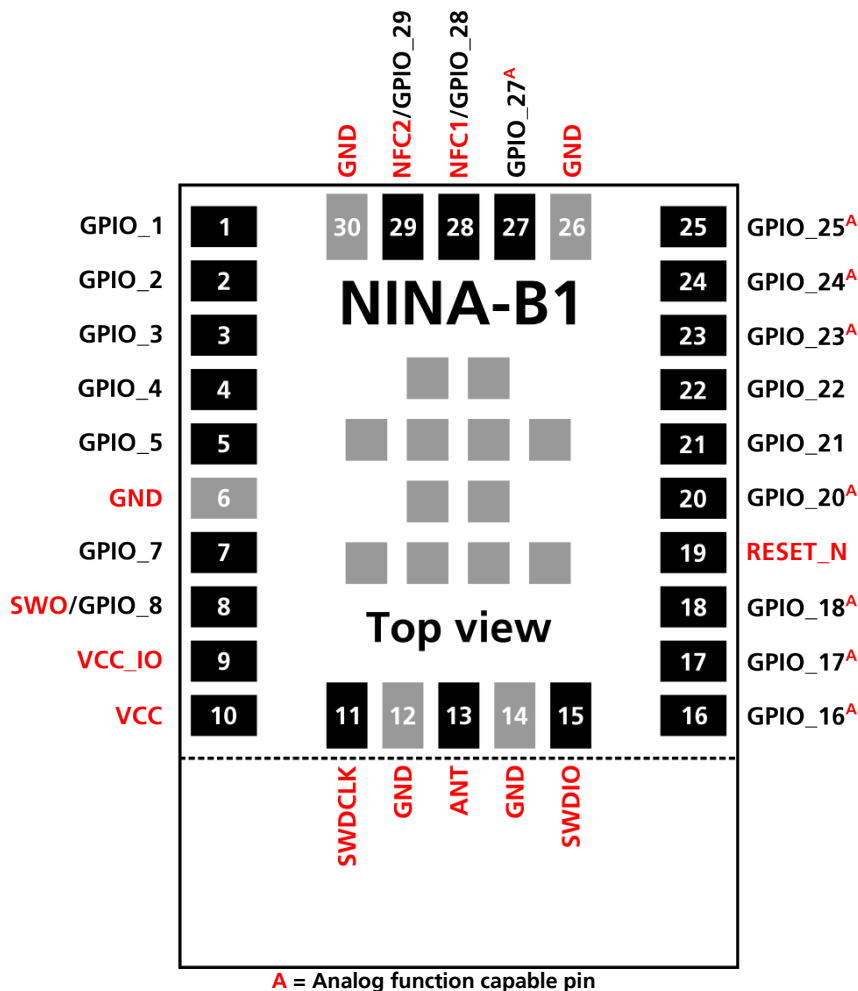 GND
NFC2/GPIO_29
NFC1/GPIO_28
GPIO_27A
GND
30
29
28
27
26
GPIO_1
1
GPIO_2
2
GPIO_3
3
GPIO_4
4
GPIO_5
5
GND
6
GPIO_7
7
SWO/GPIO_8
8
VCC_IO
9
VCC
10
NINA-B1
Top view
25
GPIO_25A
24
GPIO_24A
23
GPIO_23A
22
GPIO_22
21
GPIO_21
20
GPIO_20A
19
RESET_N
18
GPIO_18A
17
GPIO_17A
16
GPIO_16A
11
12
13
14
15
SWDCLK
GND
ANT
GND
SWDIO
A = Analog function capable pin